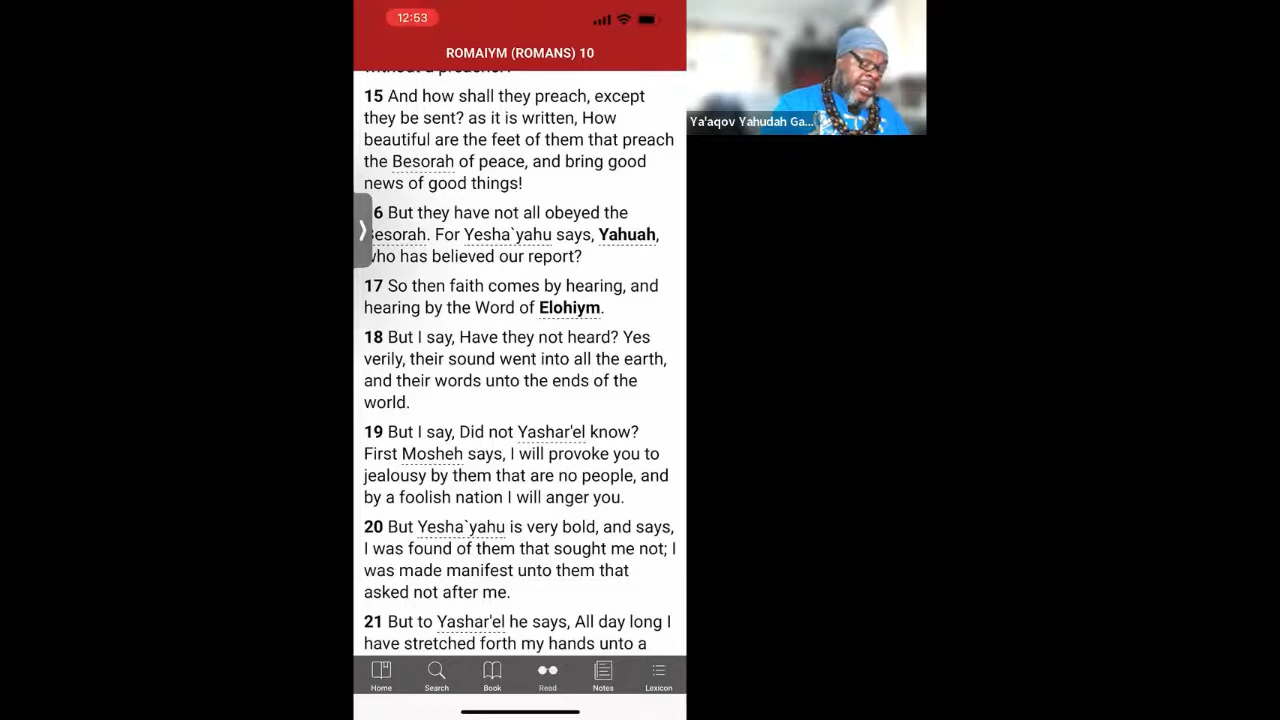 12:53
ROMAIYM (ROMANS) 10
without a preacher?
15 And how shall they preach, except
they be sent? as it is written, How
beautiful are the feet of them that preach
the Besorah of peace, and bring good
news of good things!
6 But they have not all obeyed the
Besorah. For Yesha`yahu says, Yahuah,
who has believed our report?
17 So then faith comes by hearing, and
hearing by the Word of Elohiym.
18 But I say, Have they not heard? Yes
verily, their sound went into all the earth,
and their words unto the ends of the
world.
19 But I say, Did not Yashar'el know?
First Mosheh says, I will provoke you to
jealousy by them that are no people, and
by a foolish nation I will anger you.
20 But Yesha`yahu is very bold, and says,
I was found of them that sought me not; I
was made manifest unto them that
asked not after me.
21 But to Yashar'el he says, All day long I
have stretched forth my hands unto a
Home Search Book Read Notes Lexicon
Ya'aqov Yahudah Ga...